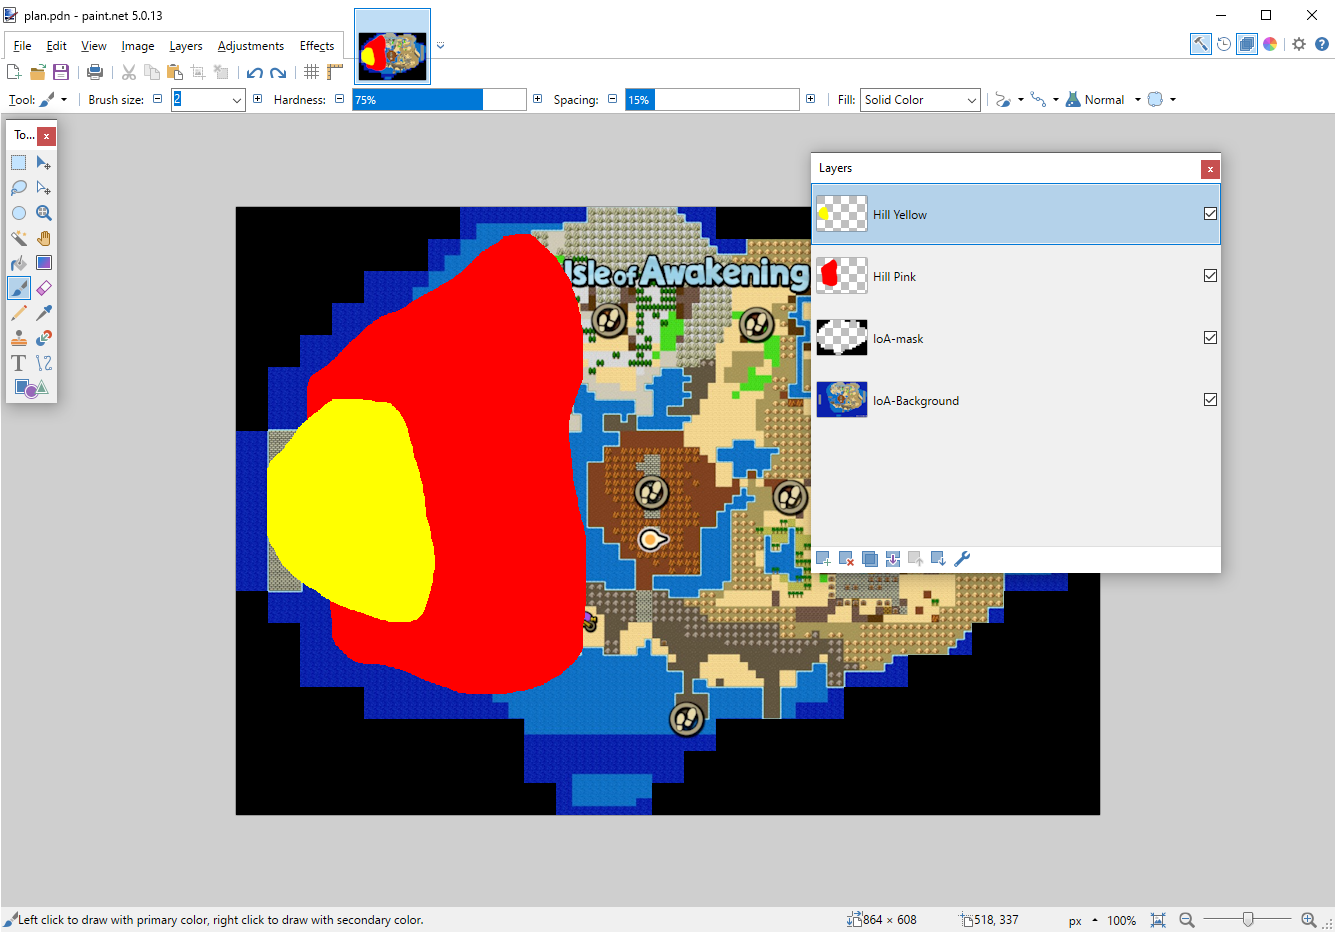 plan.pdn - paint.net 5.0.13
File Edit View Image Layers Adjustments Effects
Tool: Brush size: 2 Hardness: 75% Spacing: 15% Fill: Solid Color Normal
To...
Layers
Hill Yellow
Isle of Awakening
Hill Pink
IoA-mask
IoA-Background
T
Left click to draw with primary color, right click to draw with secondary color. 864 × 608 518, 337 px 100%